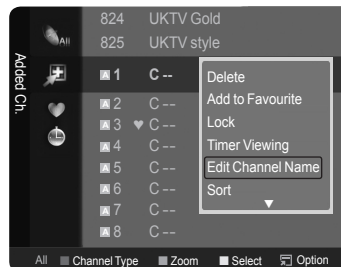 824 UKTV Gold
All
825 UKTV style
Added Ch.
A 1 C --
Delete
Add to Favourite
Lock
Timer Viewing
Edit Channel Name
Sort
A 2 C --
A 3 ♥ C --
A 4 C --
A 5 C --
A 6 C --
A 7 C --
A 8 C --
All Channel Type Zoom Select Option